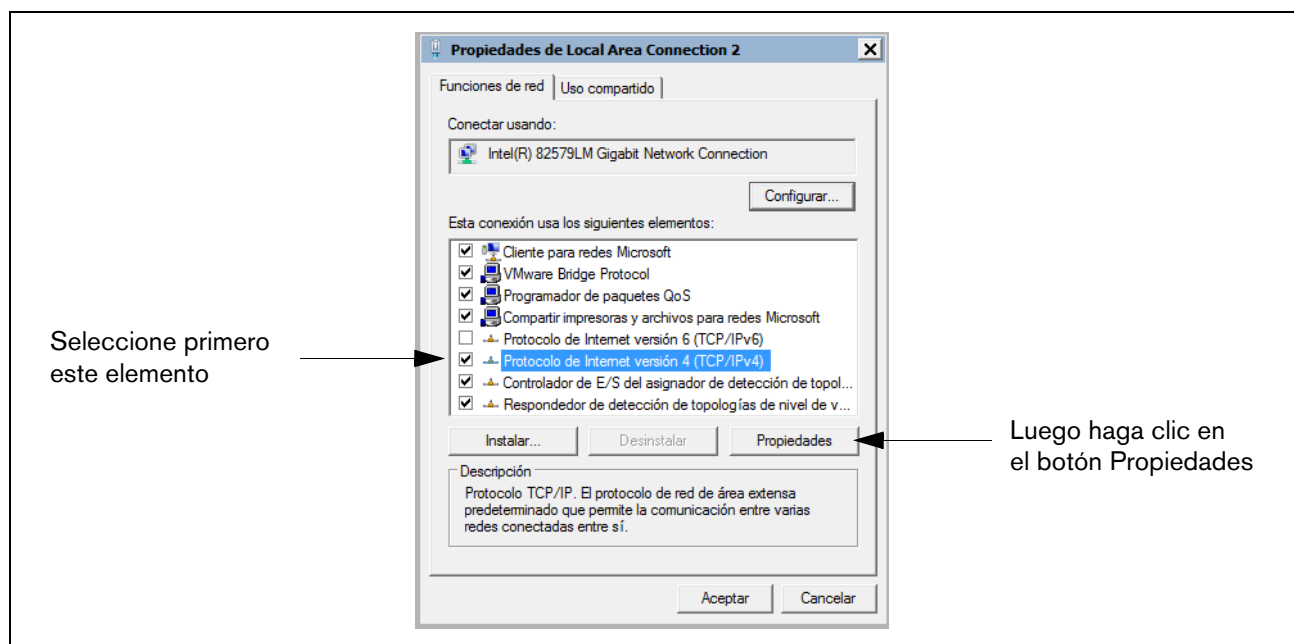 Propiedades de Local Area Connection 2
Funciones de red
Uso compartido
Conectar usando:
Intel(R) 82579LM Gigabit Network Connection
Configurar...
Esta conexión usa los siguientes elementos:
Cliente para redes Microsoft
VMware Bridge Protocol
Programador de paquetes QoS
Compartir impresoras y archivos para redes Microsoft
Protocolo de Internet versión 6 (TCP/IPv6)
Protocolo de Internet versión 4 (TCP/IPv4)
Controlador de E/S del asignador de detección de topol...
Respondedor de detección de topologías de nivel de v...
Seleccione primero
este elemento
Instalar...
Desinstalar
Propiedades
Luego haga clic en
el botón Propiedades
Descripción
Protocolo TCP/IP. El protocolo de red de área extensa
predeterminado que permite la comunicación entre varias
redes conectadas entre sí.
Aceptar
Cancelar